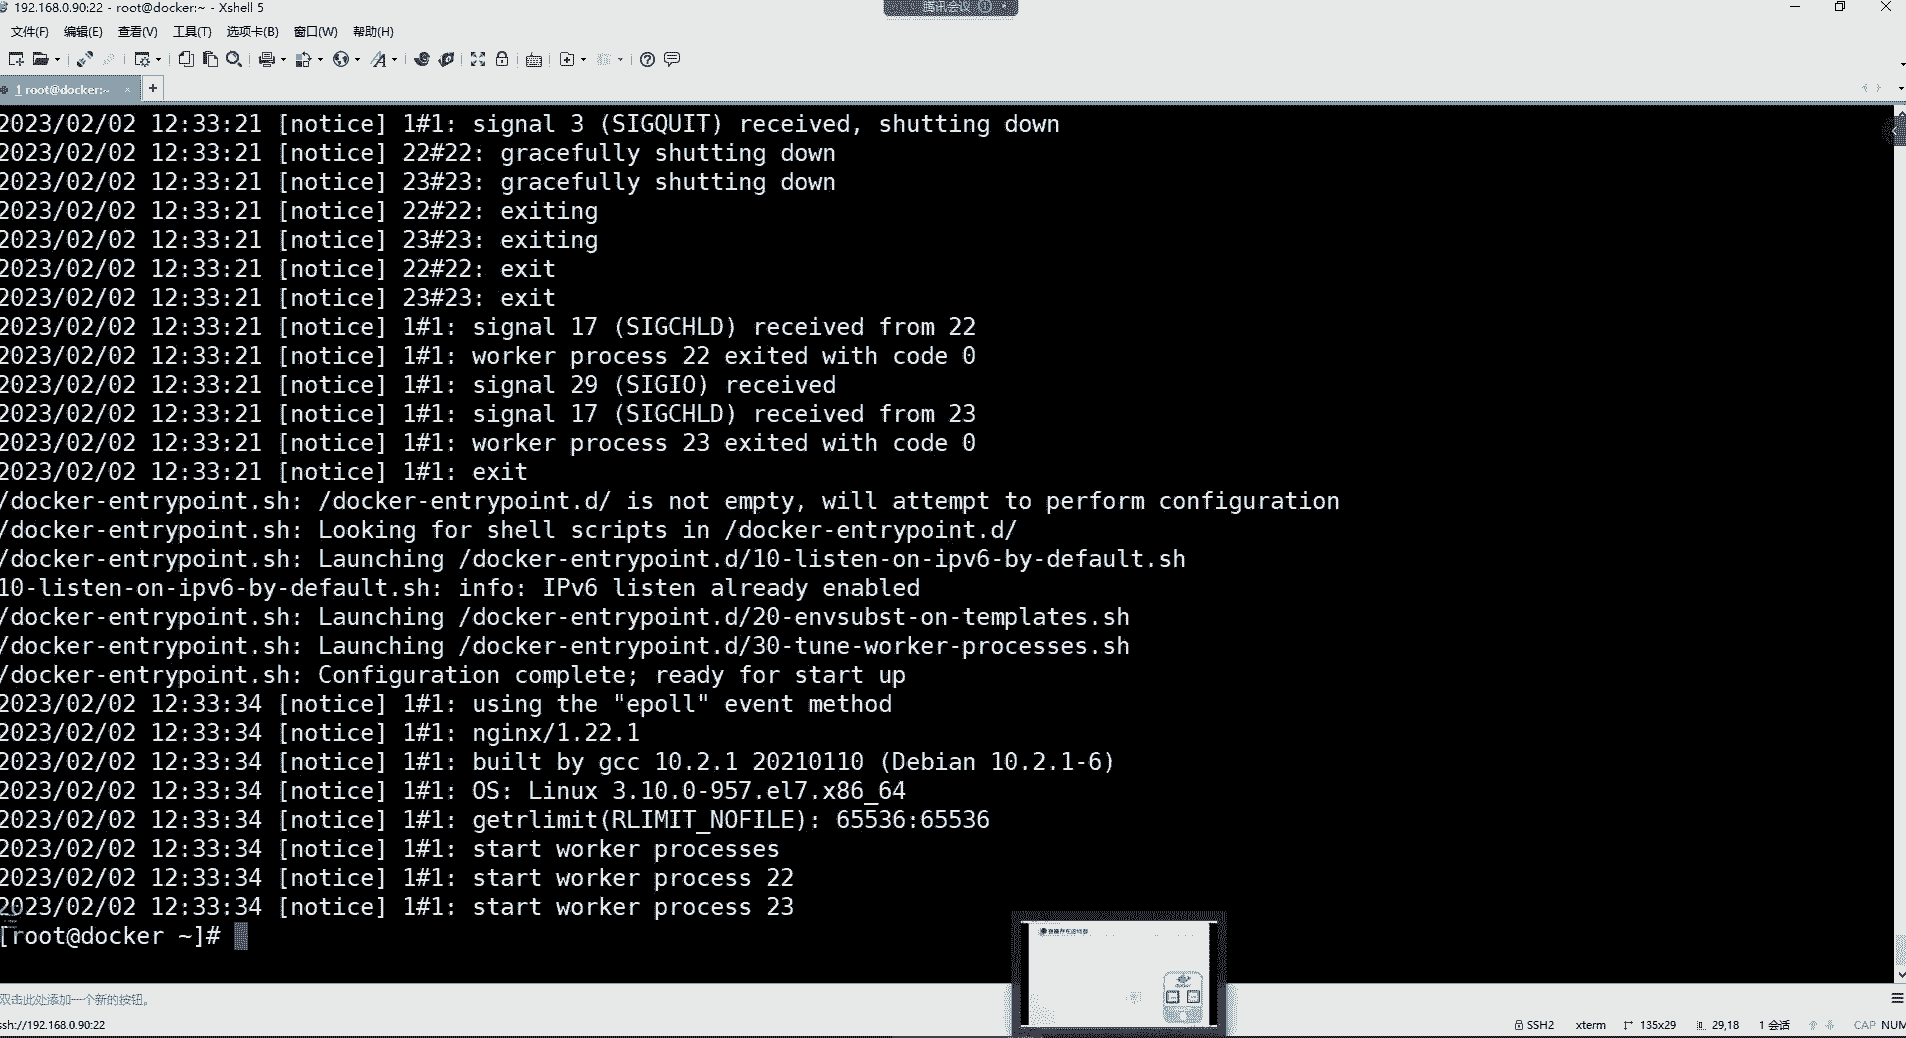 192.168.0.90:22 - root@docker:~ - Xshell 5
腾讯会议
文件(F) 编辑(E) 查看(V) 工具(T) 选项卡(B) 窗口(W) 帮助(H)
1 root@docker:~ × +
2023/02/02 12:33:21 [notice] 1#1: signal 3 (SIGQUIT) received, shutting down
2023/02/02 12:33:21 [notice] 22#22: gracefully shutting down
2023/02/02 12:33:21 [notice] 23#23: gracefully shutting down
2023/02/02 12:33:21 [notice] 22#22: exiting
2023/02/02 12:33:21 [notice] 23#23: exiting
2023/02/02 12:33:21 [notice] 22#22: exit
2023/02/02 12:33:21 [notice] 23#23: exit
2023/02/02 12:33:21 [notice] 1#1: signal 17 (SIGCHLD) received from 22
2023/02/02 12:33:21 [notice] 1#1: worker process 22 exited with code 0
2023/02/02 12:33:21 [notice] 1#1: signal 29 (SIGIO) received
2023/02/02 12:33:21 [notice] 1#1: signal 17 (SIGCHLD) received from 23
2023/02/02 12:33:21 [notice] 1#1: worker process 23 exited with code 0
2023/02/02 12:33:21 [notice] 1#1: exit
/docker-entrypoint.sh: /docker-entrypoint.d/ is not empty, will attempt to perform configuration
/docker-entrypoint.sh: Looking for shell scripts in /docker-entrypoint.d/
/docker-entrypoint.sh: Launching /docker-entrypoint.d/10-listen-on-ipv6-by-default.sh
10-listen-on-ipv6-by-default.sh: info: IPv6 listen already enabled
/docker-entrypoint.sh: Launching /docker-entrypoint.d/20-envsubst-on-templates.sh
/docker-entrypoint.sh: Launching /docker-entrypoint.d/30-tune-worker-processes.sh
/docker-entrypoint.sh: Configuration complete; ready for start up
2023/02/02 12:33:34 [notice] 1#1: using the "epoll" event method
2023/02/02 12:33:34 [notice] 1#1: nginx/1.22.1
2023/02/02 12:33:34 [notice] 1#1: built by gcc 10.2.1 20210110 (Debian 10.2.1-6)
2023/02/02 12:33:34 [notice] 1#1: OS: Linux 3.10.0-957.el7.x86_64
2023/02/02 12:33:34 [notice] 1#1: getrlimit(RLIMIT_NOFILE): 65536:65536
2023/02/02 12:33:34 [notice] 1#1: start worker processes
2023/02/02 12:33:34 [notice] 1#1: start worker process 22
2023/02/02 12:33:34 [notice] 1#1: start worker process 23
[root@docker ~]#
双击此处添加一个新的按钮。
ssh://192.168.0.90:22 SSH2 xterm 135x29 29,18 1 会话 CAP NUM